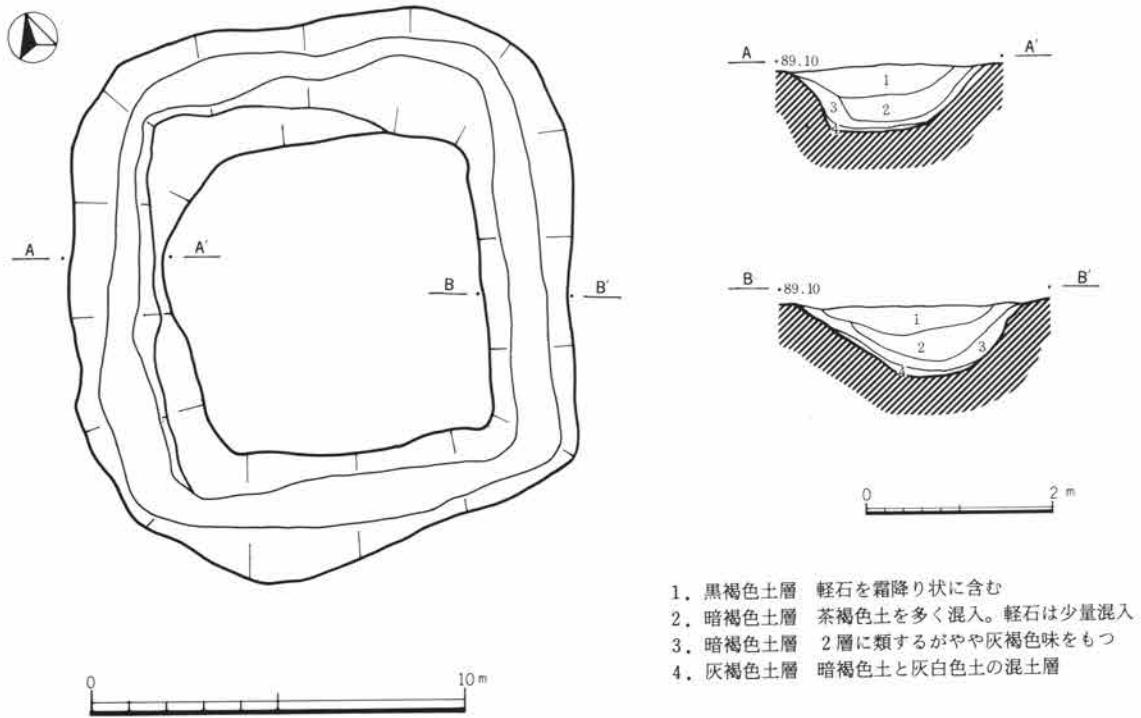 A
A'
B
B'
0
10m
A
・89.10
A'
1
3
2
4
B
・89.10
B'
1
2
3
4
0
2 m
1. 黒褐色土層 軽石を霜降り状に含む
2. 暗褐色土層 茶褐色土を多く混入。軽石は少量混入
3. 暗褐色土層 2層に類するがやや灰褐色味をもつ
4. 灰褐色土層 暗褐色土と灰白色土の混土層